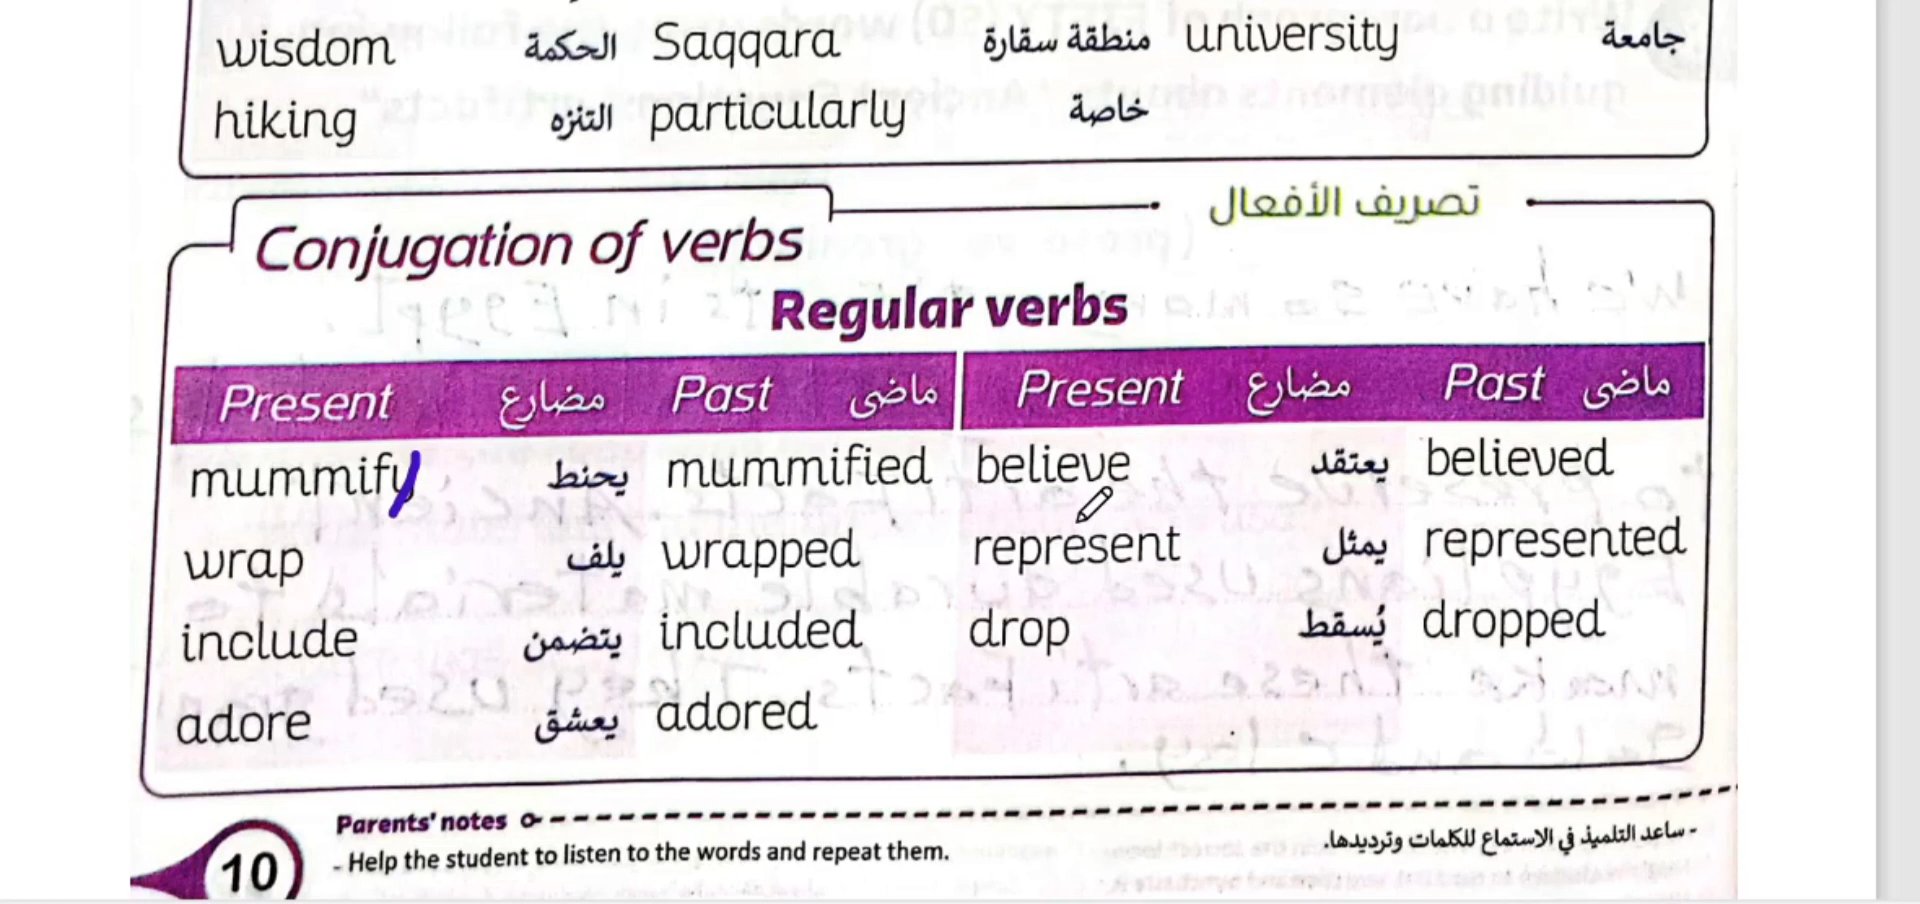 wisdom الحكمة Saqqara منطقة سقارة university جامعة
hiking التنزه particularly خاصة
Conjugation of verbs تصريف الأفعال
Regular verbs
Present مضارع Past ماضى Present مضارع Past ماضى
mummify يحنط mummified believe يعتقد believed
wrap يلف wrapped represent يمثل represented
include يتضمن included drop يُسقط dropped
adore يعشق adored
Parents' notes
- Help the student to listen to the words and repeat them. - ساعد التلميذ في الاستماع للكلمات وترديدها.
10